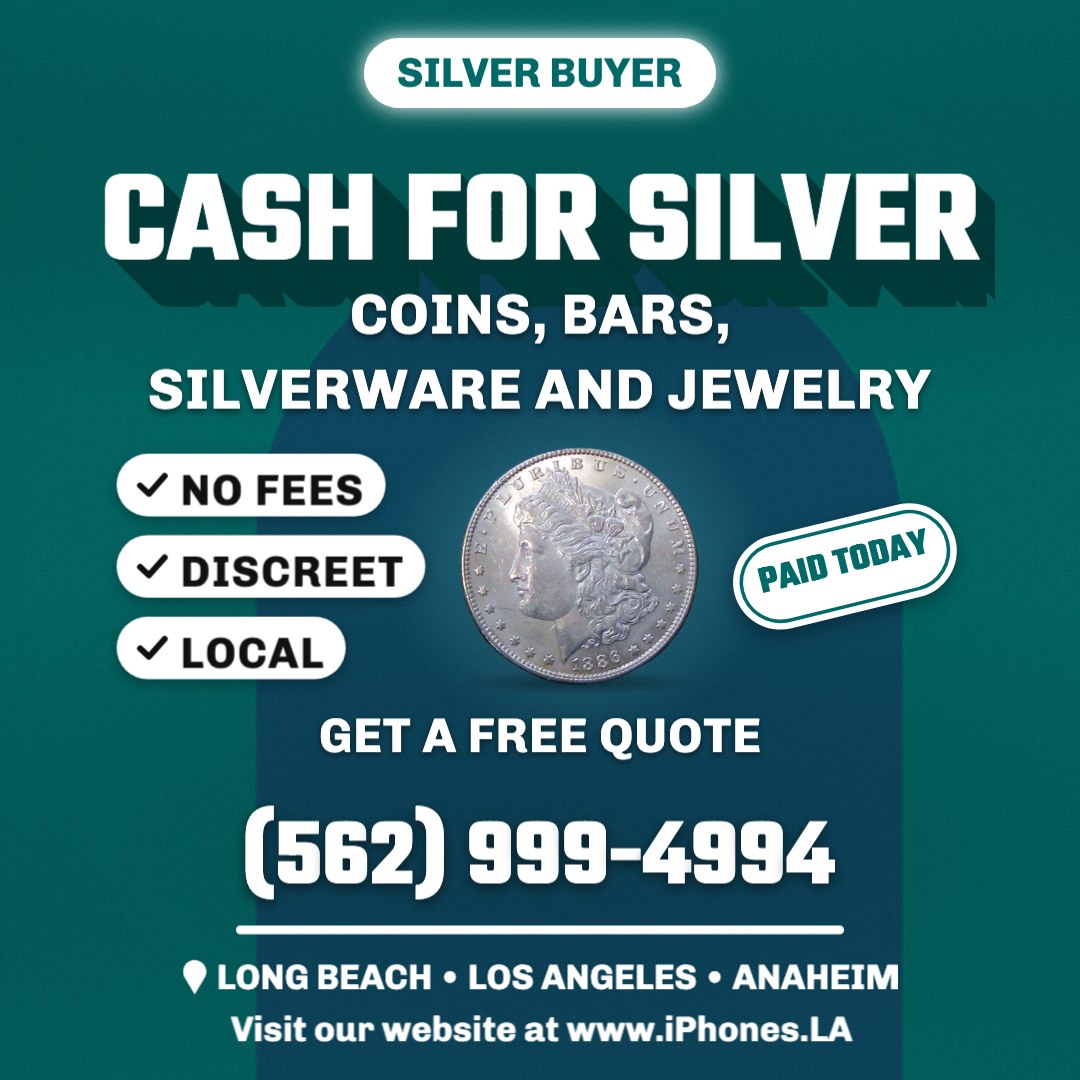 SILVER BUYER
CASH FOR SILVER
COINS, BARS,
SILVERWARE AND JEWELRY
NO FEES
DISCREET
LOCAL
E·PLURIBUS·UNUM
1886
PAID TODAY
GET A FREE QUOTE
(562) 999-4994
LONG BEACH • LOS ANGELES • ANAHEIM
Visit our website at www.iPhones.LA